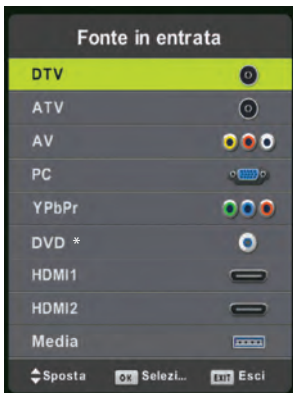 Fonte in entrata
DTV
ATV
AV
PC
YPbPr
DVD *
HDMI1
HDMI2
Media
Sposta OK Selezi... EXIT Esci